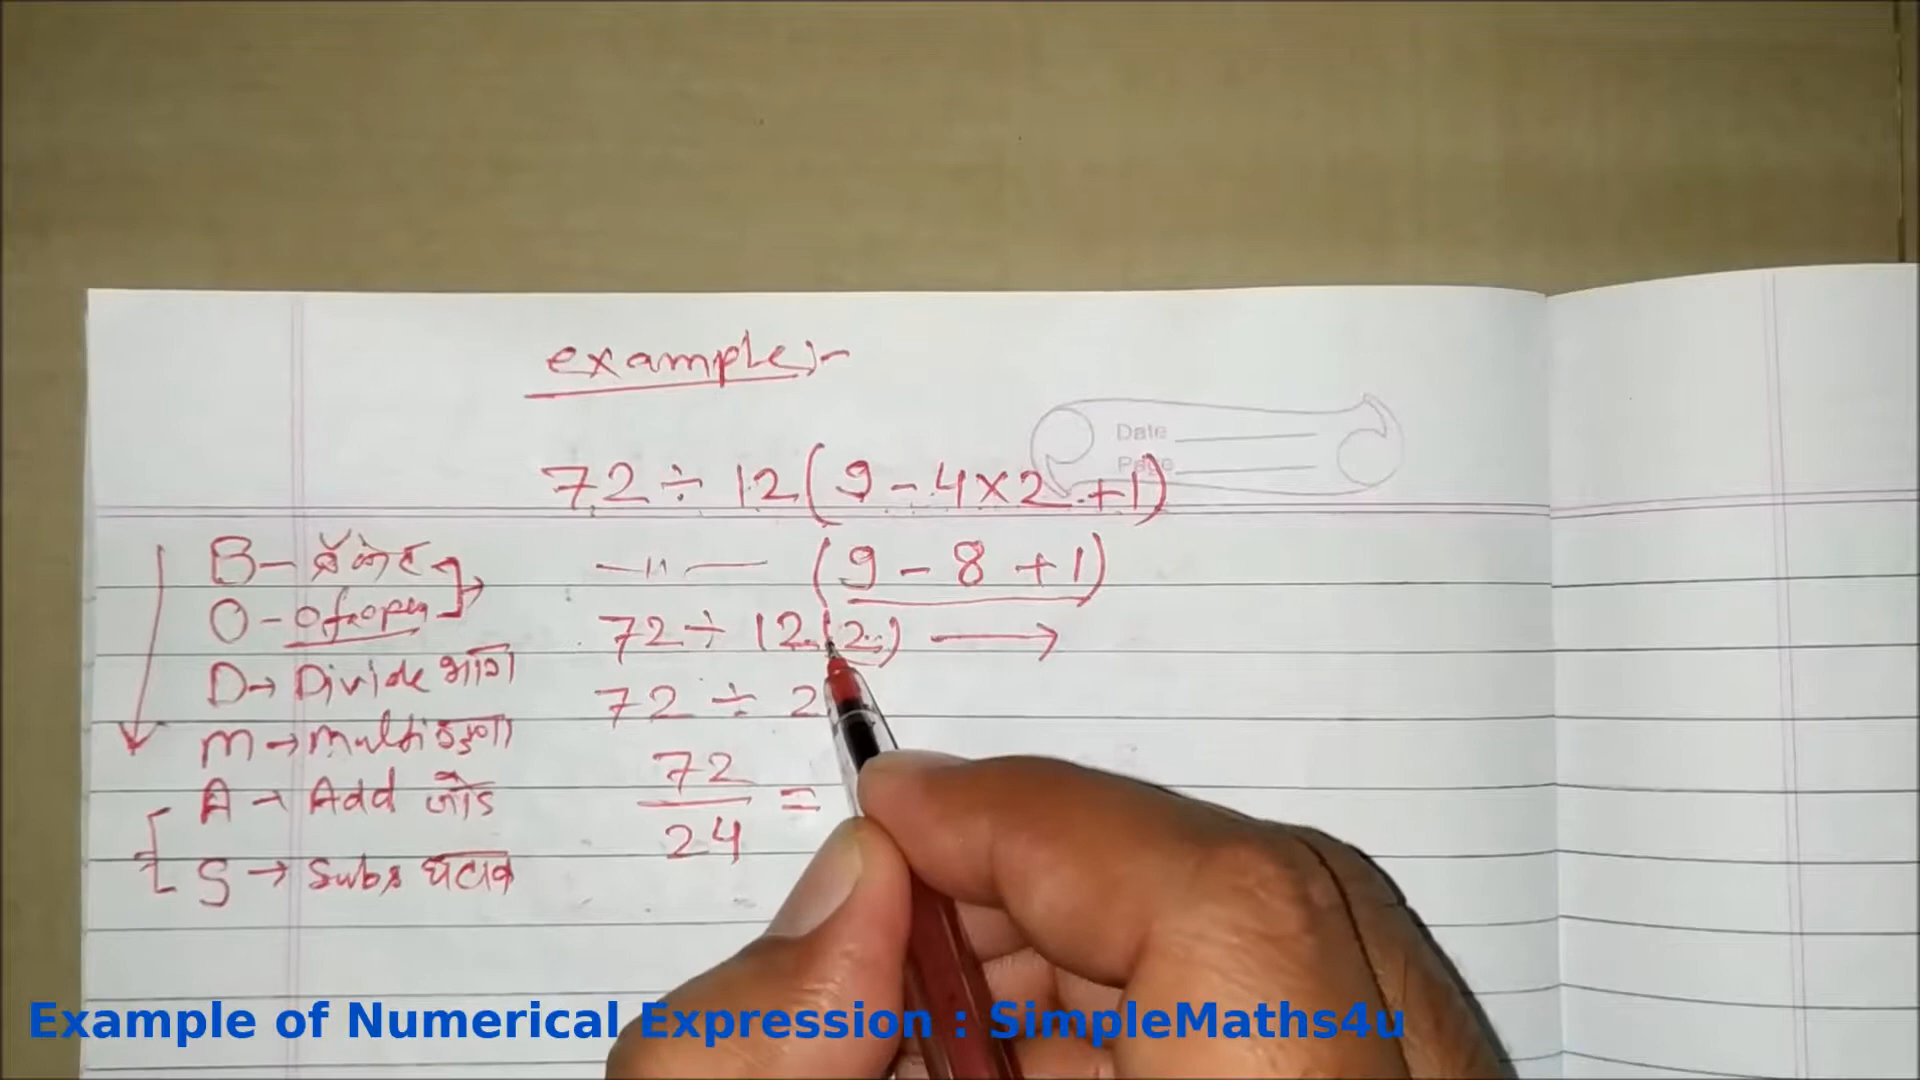 example:-
Date
Page
72 ÷ 12(9-4×2+1)
—״— (9-8+1)
72 ÷ 12(2) →
72 ÷ 2
72
24 =
B- ब्रॅकेट
O- Of-open
D→ Divide भाग
M→ Multi गुणा
A→ Add जोड
S→ Subs घटाव
Example of Numerical Expression : SimpleMaths4u